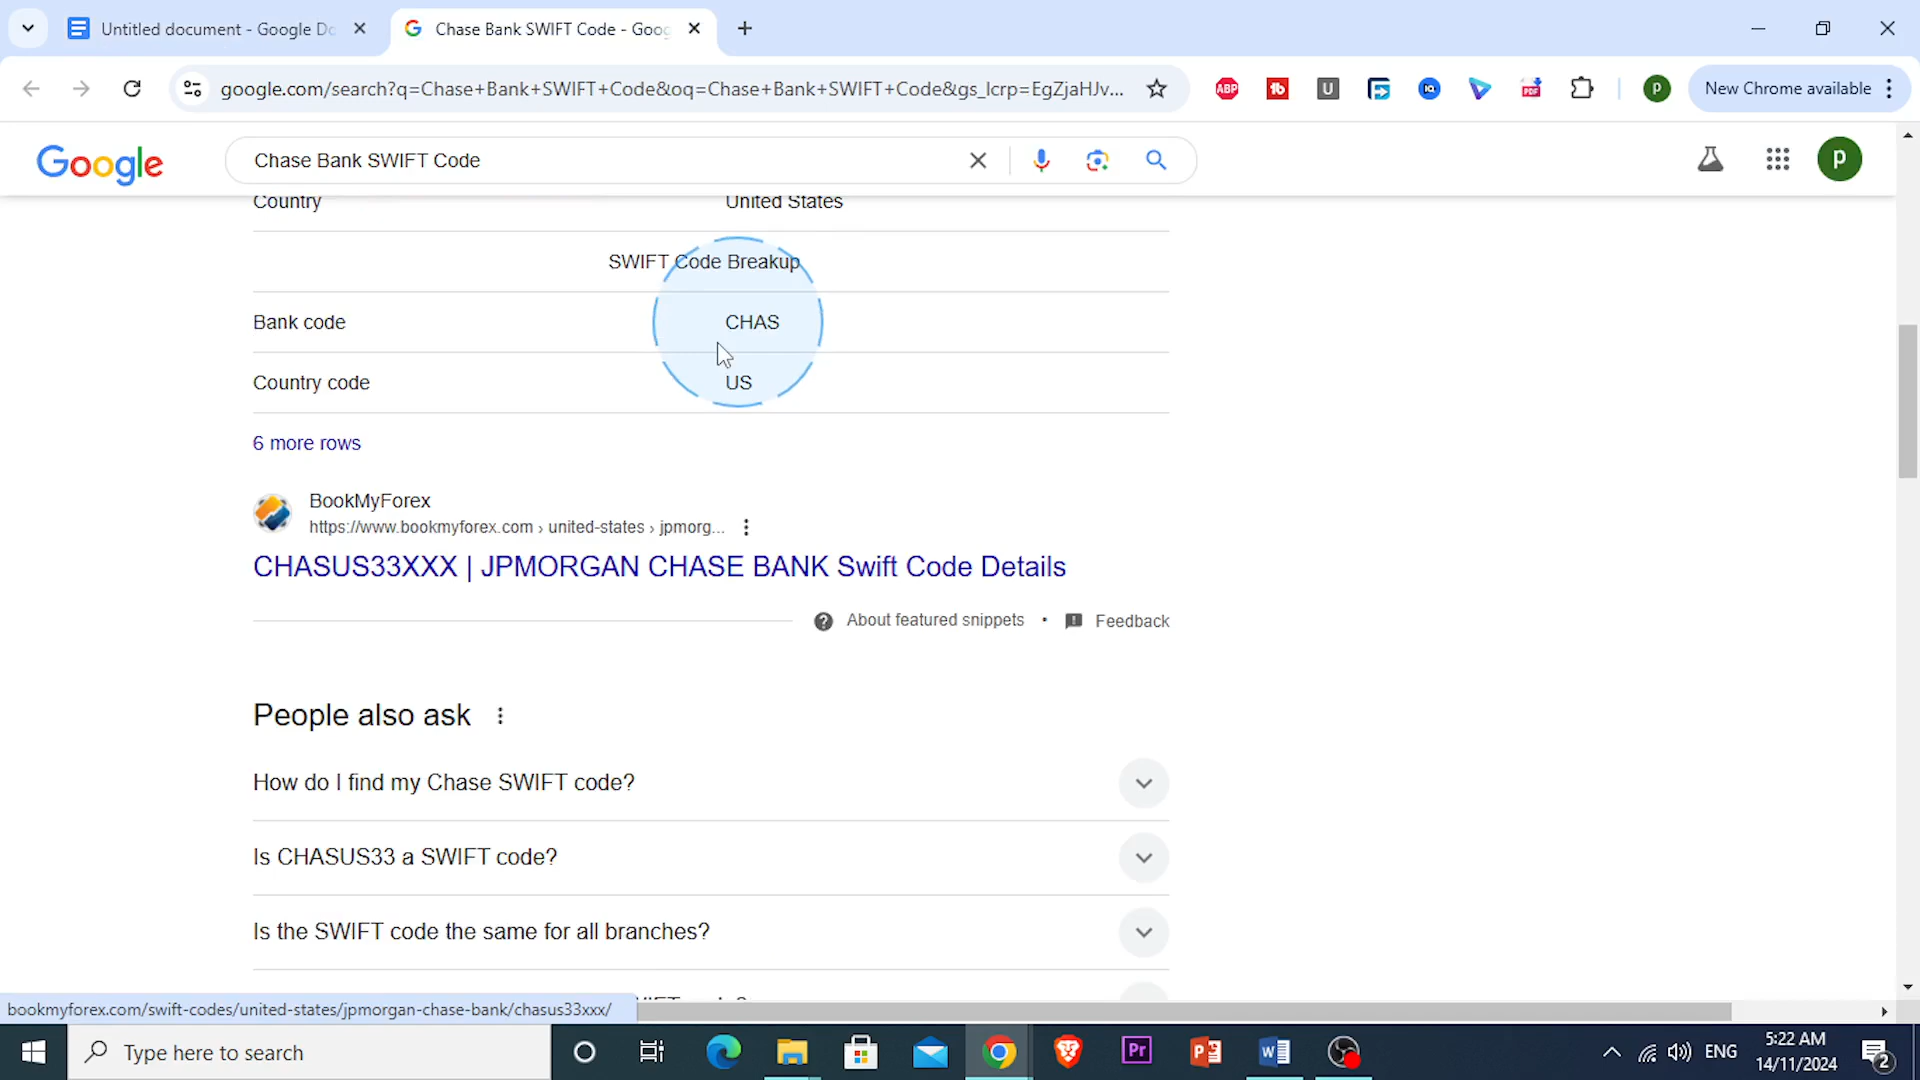 Untitled document - Google Do
Chase Bank SWIFT Code - Goog
google.com/search?q=Chase+Bank+SWIFT+Code&oq=Chase+Bank+SWIFT+Code&gs_lcrp=EgZjaHJv...
ABP
U
PDF
p
New Chrome available
Google
Chase Bank SWIFT Code
p
Country United States
SWIFT Code Breakup
Bank code CHAS
Country code US
6 more rows
BookMyForex
https://www.bookmyforex.com › united-states › jpmorg...
CHASUS33XXX | JPMORGAN CHASE BANK Swift Code Details
About featured snippets • Feedback
People also ask
How do I find my Chase SWIFT code?
Is CHASUS33 a SWIFT code?
Is the SWIFT code the same for all branches?
bookmyforex.com/swift-codes/united-states/jpmorgan-chase-bank/chasus33xxx/
Type here to search
Pr
ENG
5:22 AM
14/11/2024
2